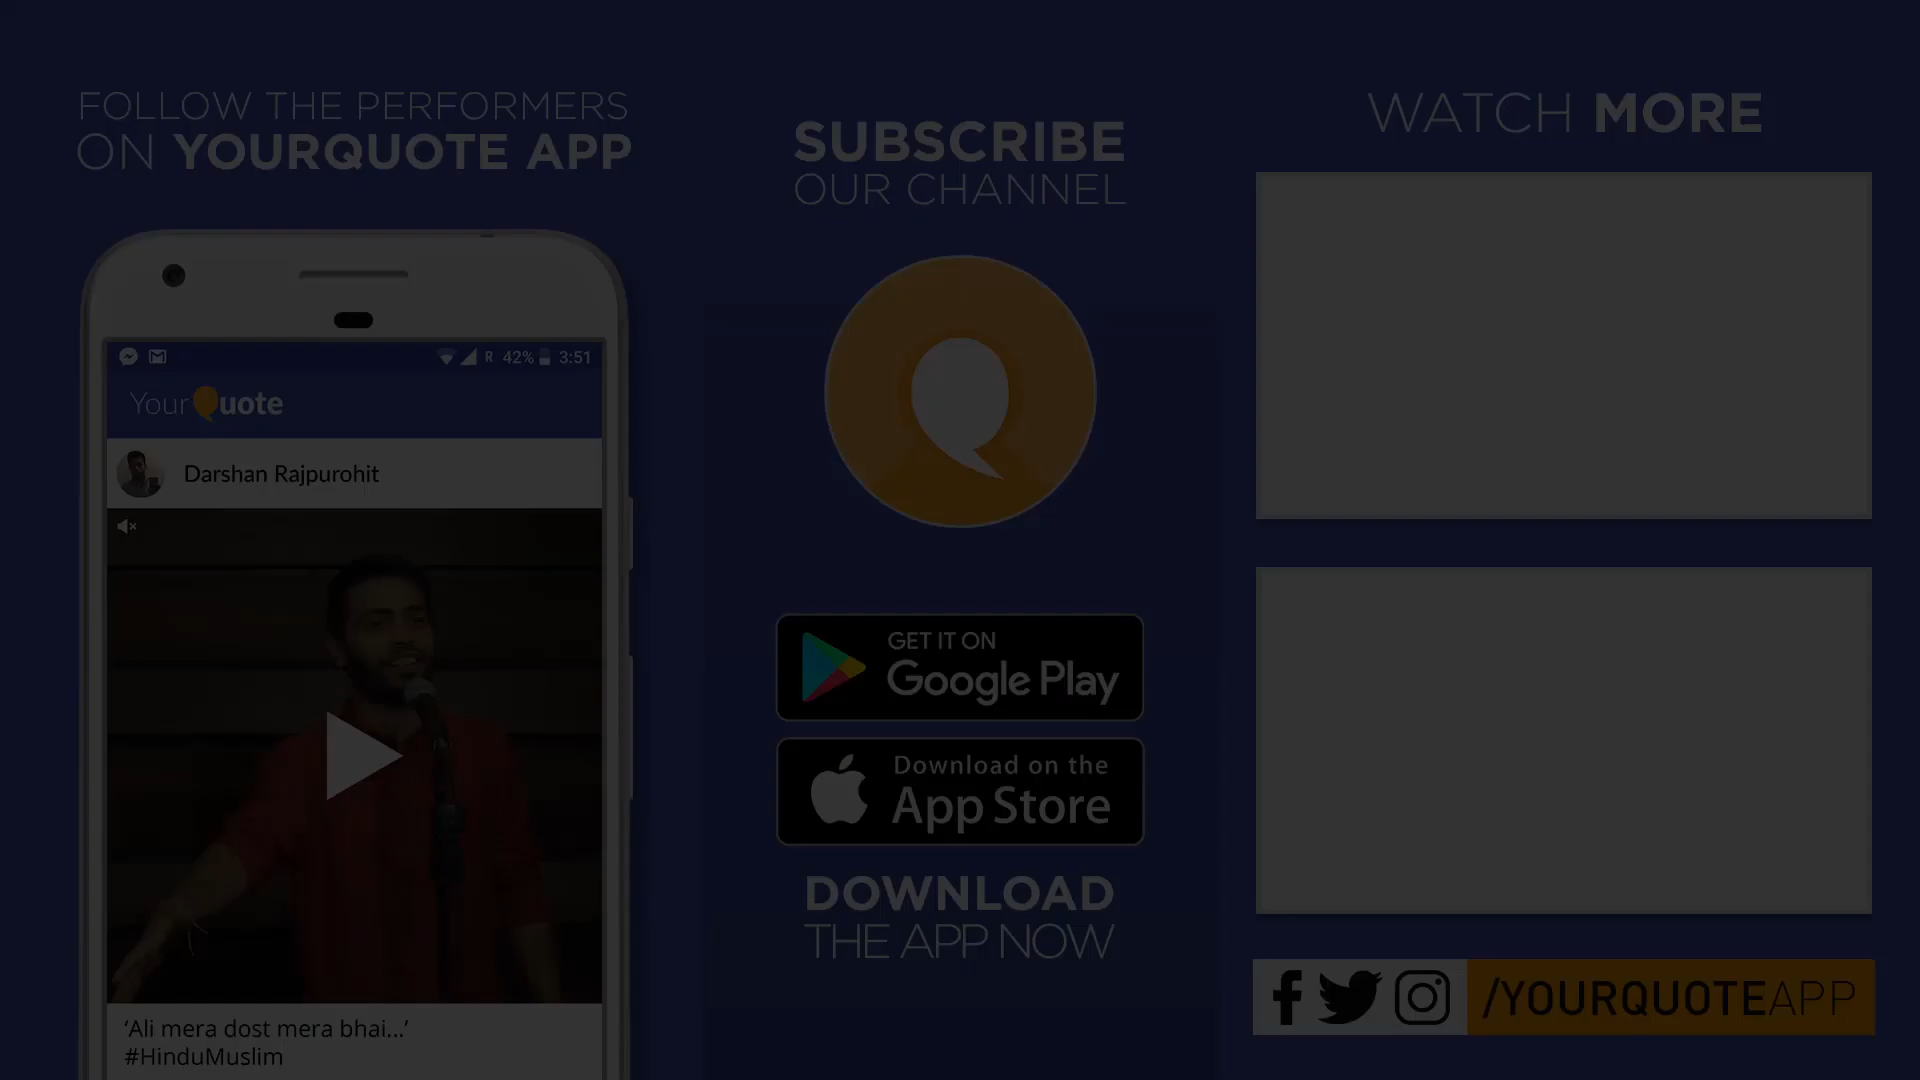 FOLLOW THE PERFORMERS
ON YOURQUOTE APP
R 42% 3:51
YourQuote
Darshan Rajpurohit
‘Ali mera dost mera bhai...’
#HinduMuslim
SUBSCRIBE
OUR CHANNEL
GET IT ON
Google Play
Download on the
App Store
DOWNLOAD
THE APP NOW
WATCH MORE
/YOURQUOTEAPP